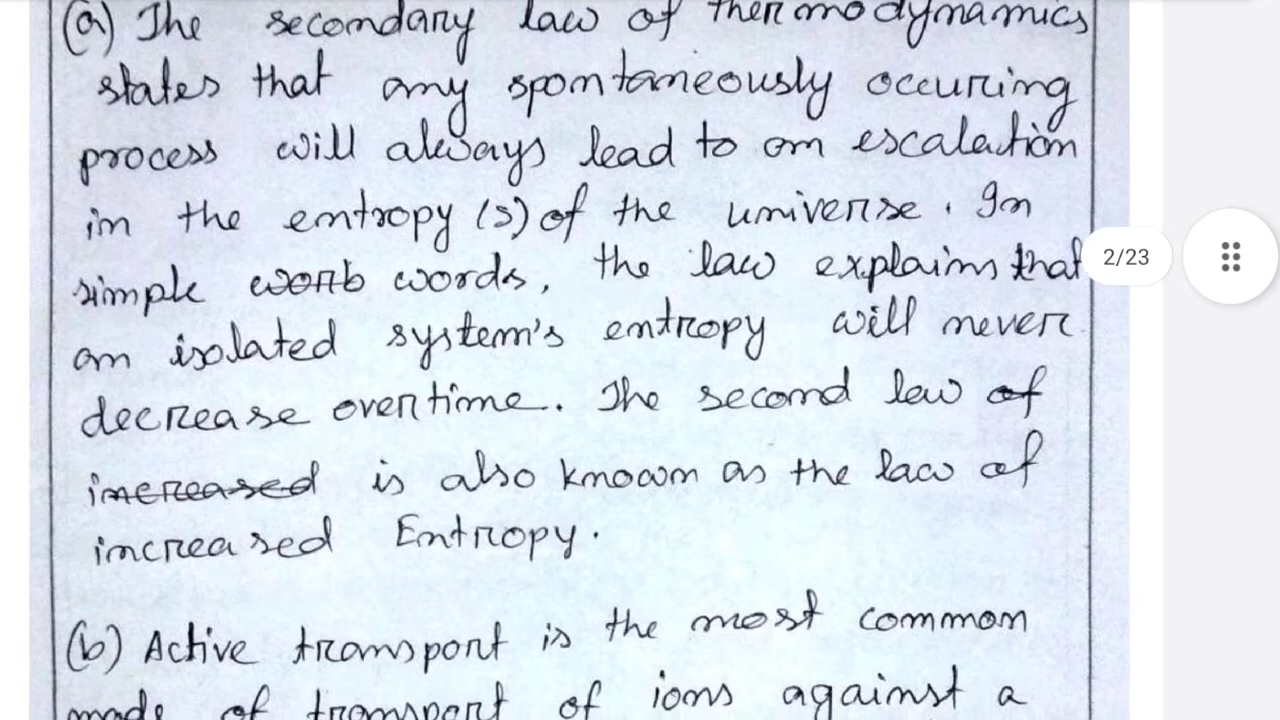 (a) The secondary law of thermodynamics
states that any spontaneously occuring
process will always lead to an escalation
in the entropy (s) of the universe. In
simple words, the law explains that
2/23
an isolated system's entropy will never
decrease overtime. The second law of
increased is also known as the law of
increased Entropy.
(b) Active transport is the most common
mode of transport of ions against a